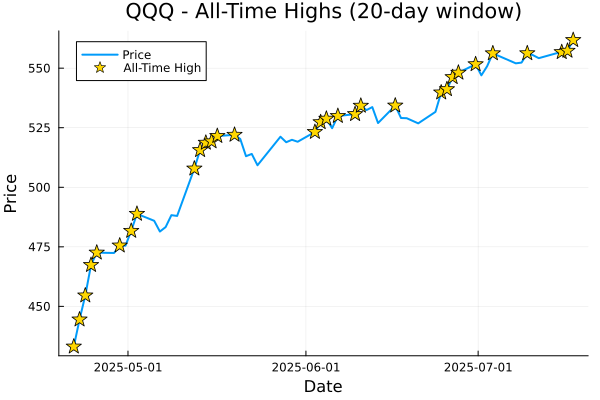 QQQ - All-Time Highs (20-day window)
Price
All-Time High
550
525
500
475
450
Price
2025-05-01
2025-06-01
2025-07-01
Date